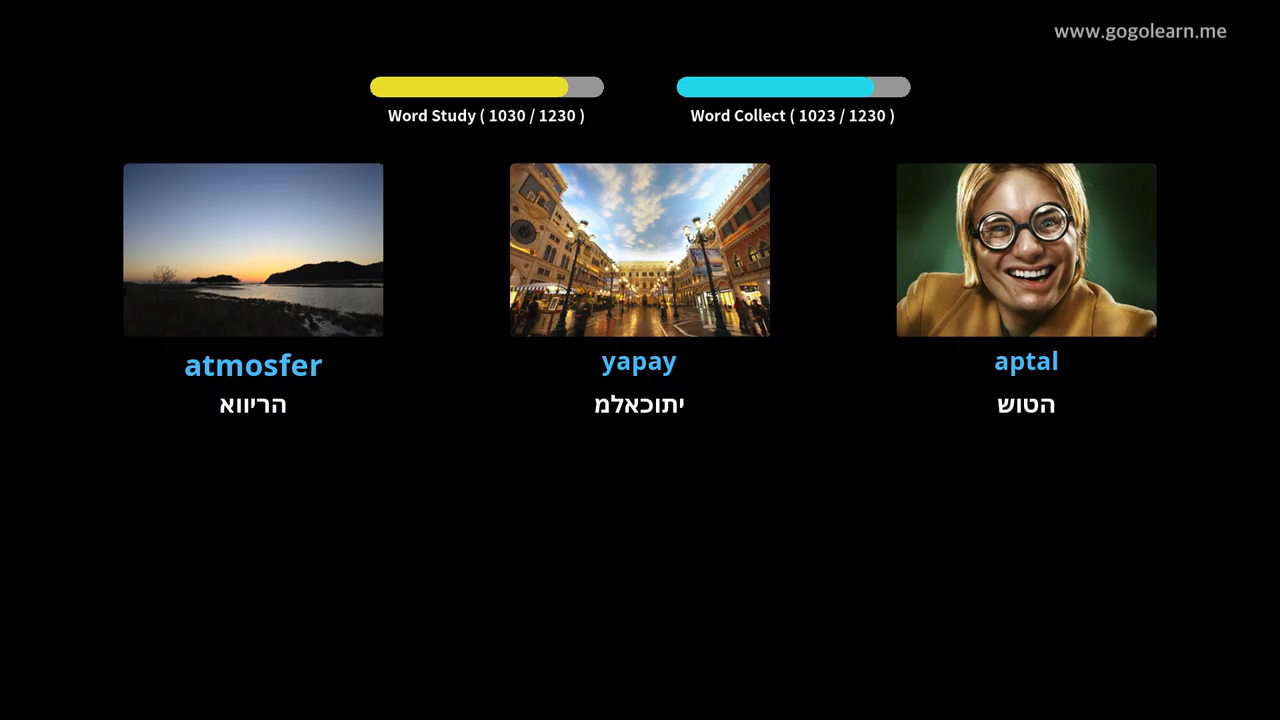 www.gogolearn.me
Word Study ( 1030 / 1230 )
Word Collect ( 1023 / 1230 )
atmosfer
הריווא
yapay
יתוכאלמ
aptal
הטוש